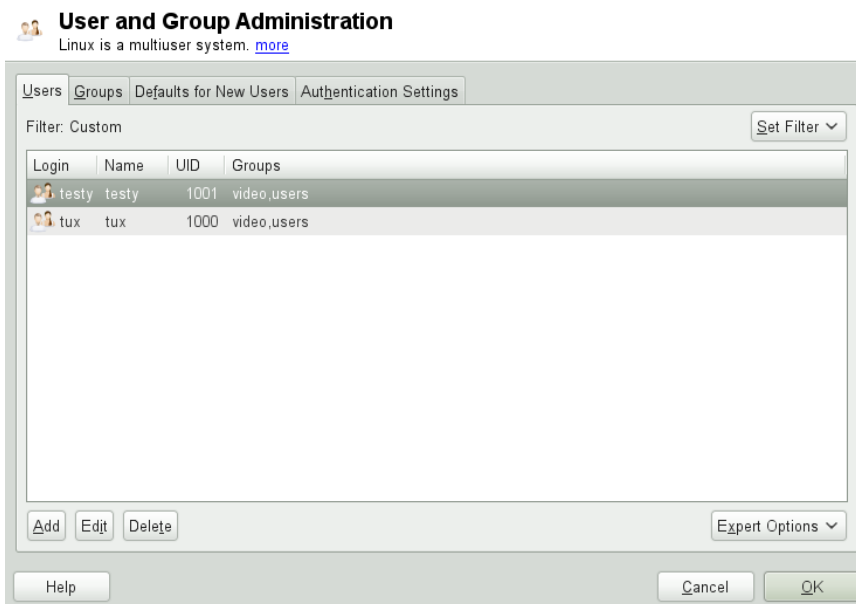 User and Group Administration
Linux is a multiuser system. more
Users Groups Defaults for New Users Authentication Settings
Filter: Custom Set Filter
Login Name UID Groups
testy testy 1001 video,users
tux tux 1000 video,users
Add Edit Delete Expert Options
Help Cancel OK